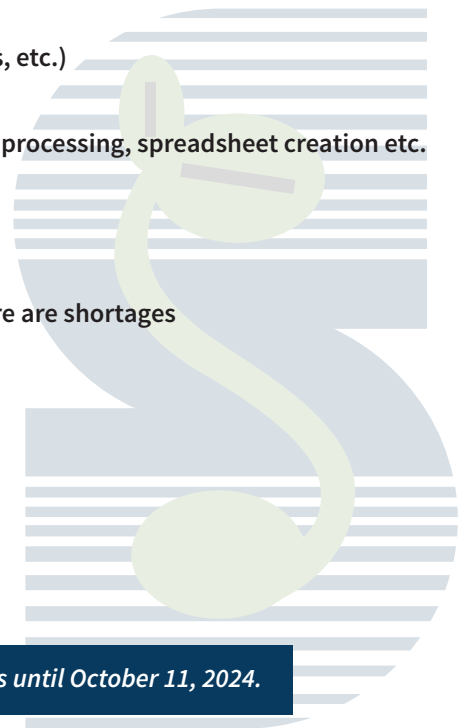 s, etc.)
processing, spreadsheet creation etc.
re are shortages
s until October 11, 2024.